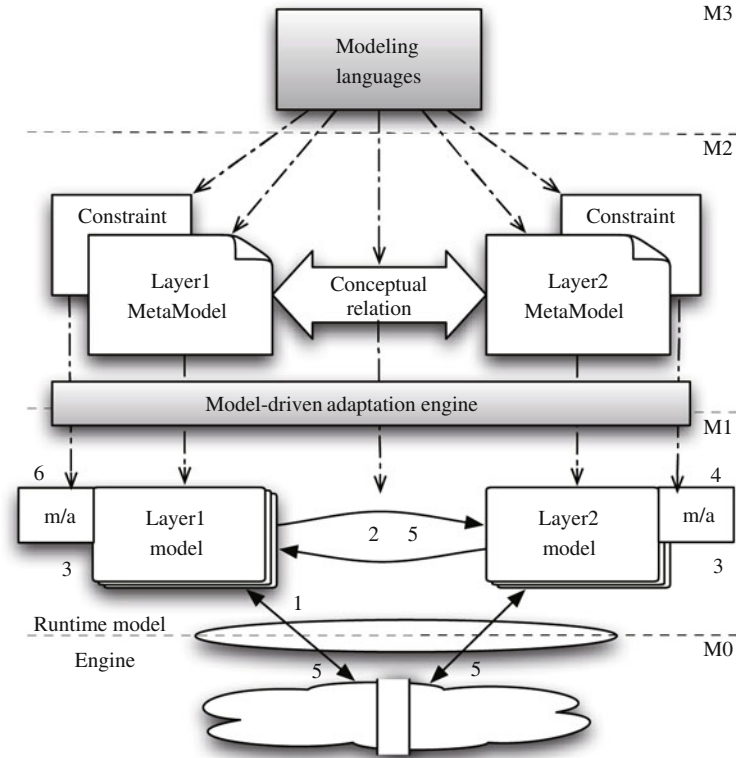 M3
Modeling
languages
M2
Constraint
Constraint
Layer1
MetaModel
Conceptual
relation
Layer2
MetaModel
Model-driven adaptation engine
M1
6
4
m/a
Layer1
model
2 5
Layer2
model
m/a
3
3
1
Runtime model
Engine
M0
5
5